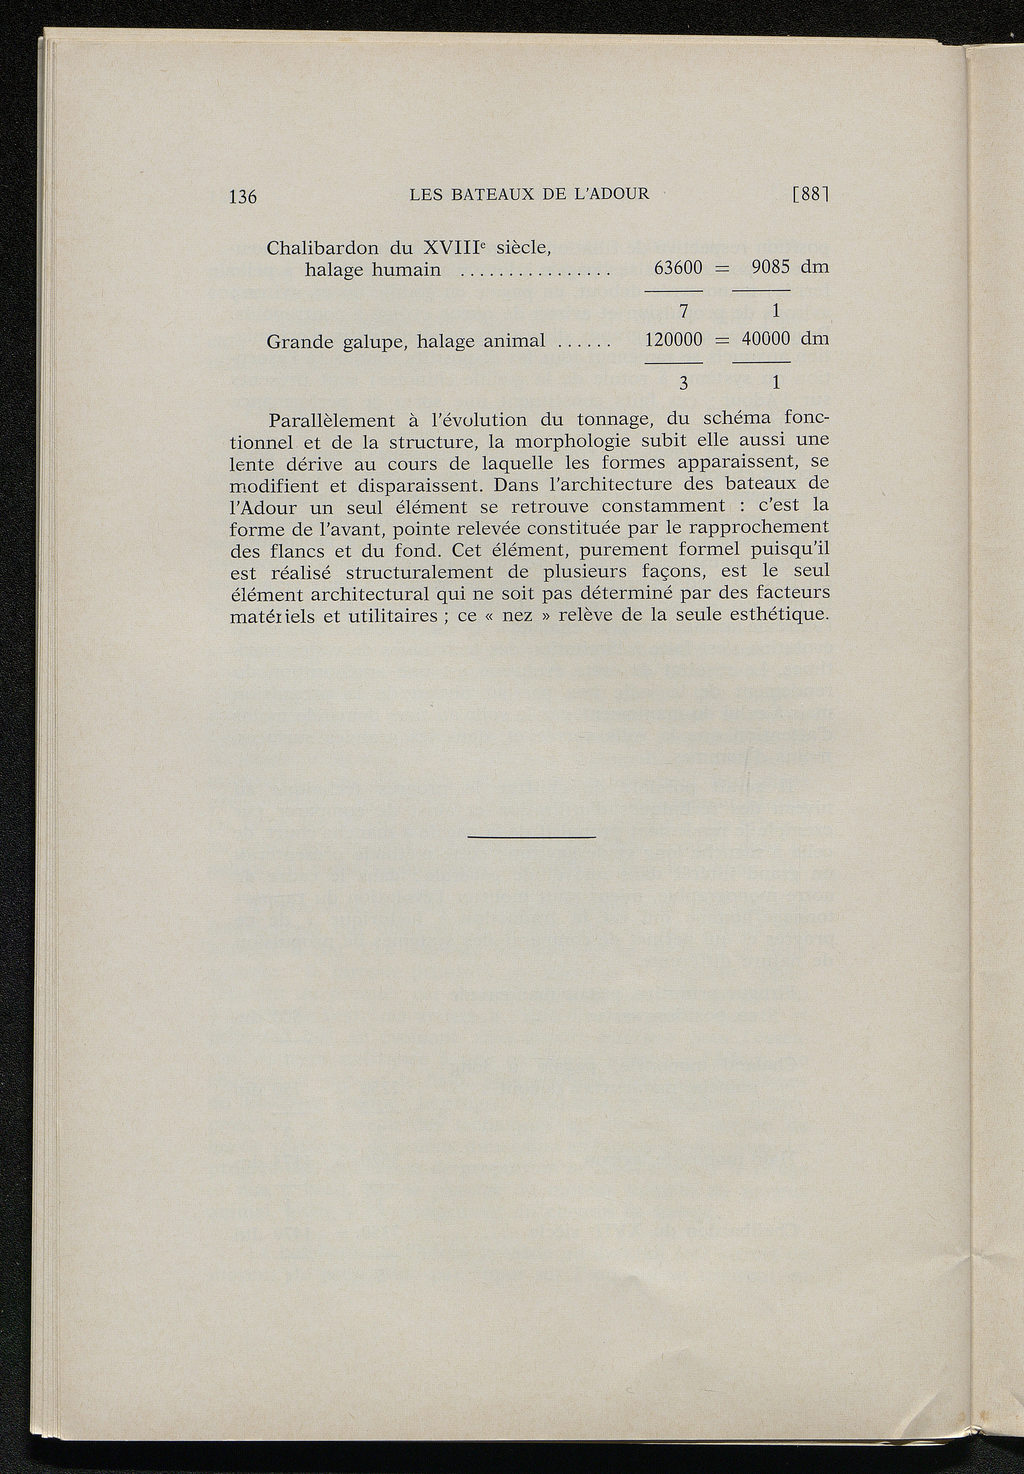 136 LES BATEAUX DE L'ADOUR [88]
Chalibardon du XVIIIe siècle,
halage humain ................ 63600 = 9085 dm
7 1
Grande galupe, halage animal ...... 120000 = 40000 dm
3 1
Parallèlement à l'évolution du tonnage, du schéma fonc-
tionnel et de la structure, la morphologie subit elle aussi une
lente dérive au cours de laquelle les formes apparaissent, se
modifient et disparaissent. Dans l'architecture des bateaux de
l'Adour un seul élément se retrouve constamment : c'est la
forme de l'avant, pointe relevée constituée par le rapprochement
des flancs et du fond. Cet élément, purement formel puisqu'il
est réalisé structuralement de plusieurs façons, est le seul
élément architectural qui ne soit pas déterminé par des facteurs
matériels et utilitaires ; ce « nez » relève de la seule esthétique.